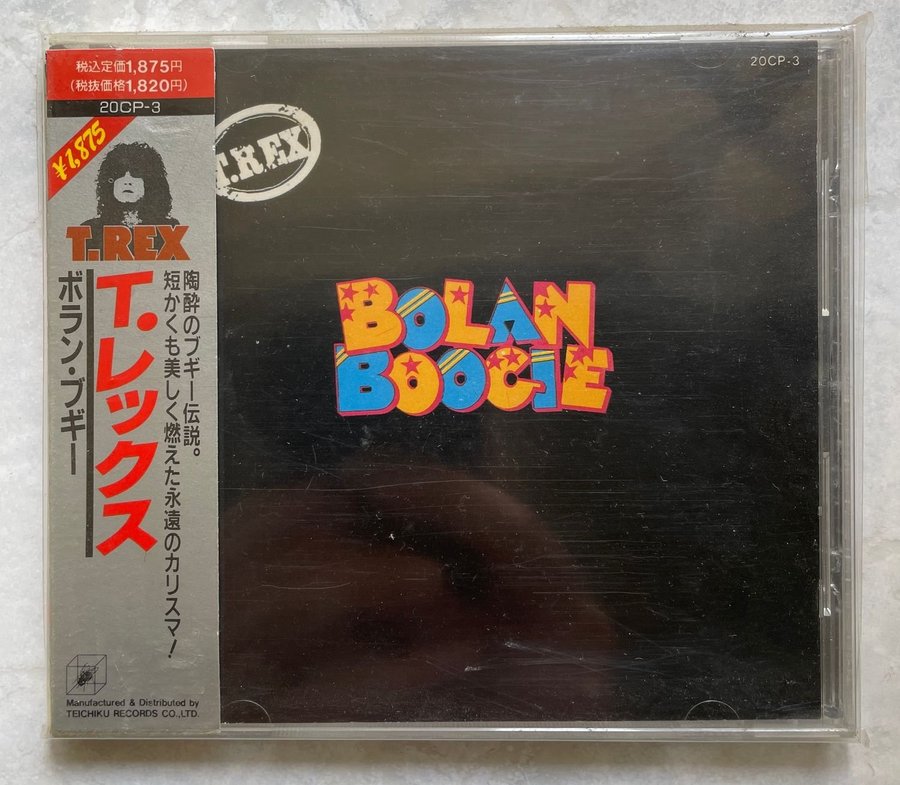 税込定価1,875円
(税抜価格1,820円)
20CP-3
¥1,875
T.REX
陶酔のブギー伝説。
短かくも美しく燃えた永遠のカリスマ!
T.レックス
ボラン・ブギー
Manufactured & Distributed by
TEICHIKU RECORDS CO.,LTD.
20CP-3
T.REX
BOLAN
BOOGIE